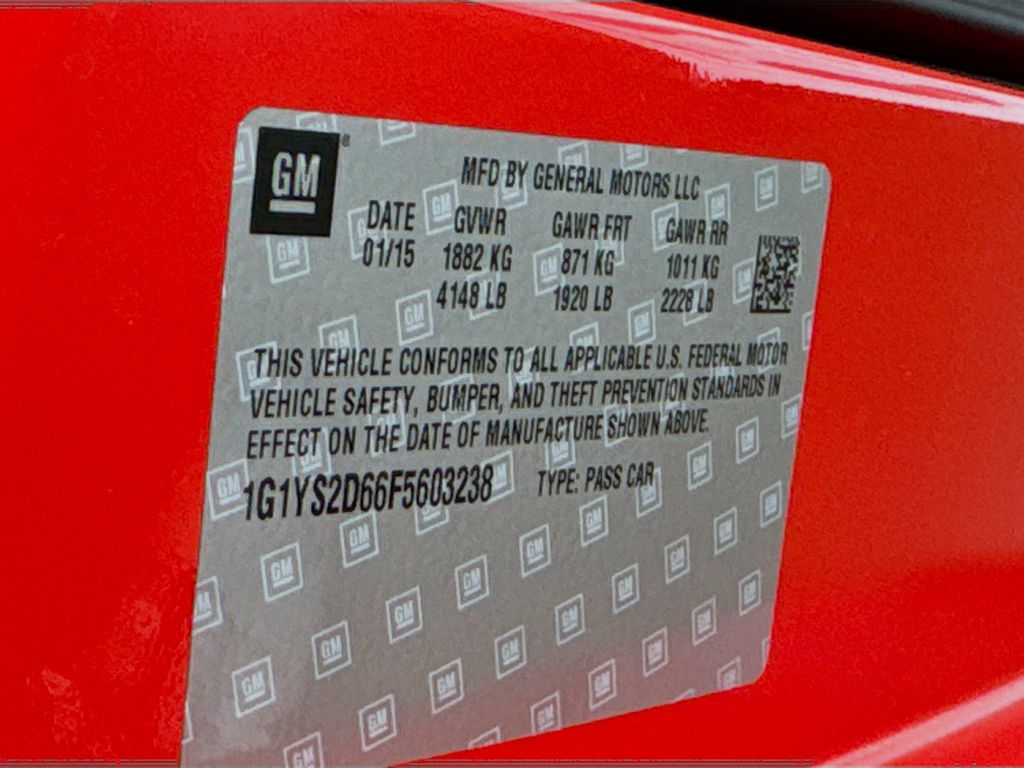 GM
MFD BY GENERAL MOTORS LLC
DATE GVWR GAWR FRT GAWR RR
01/15 1882 KG 871 KG 1011 KG
4148 LB 1920 LB 2228 LB
THIS VEHICLE CONFORMS TO ALL APPLICABLE U.S. FEDERAL MOTOR
VEHICLE SAFETY, BUMPER, AND THEFT PREVENTION STANDARDS IN
EFFECT ON THE DATE OF MANUFACTURE SHOWN ABOVE.
1G1YS2D66F5603238 TYPE: PASS CAR